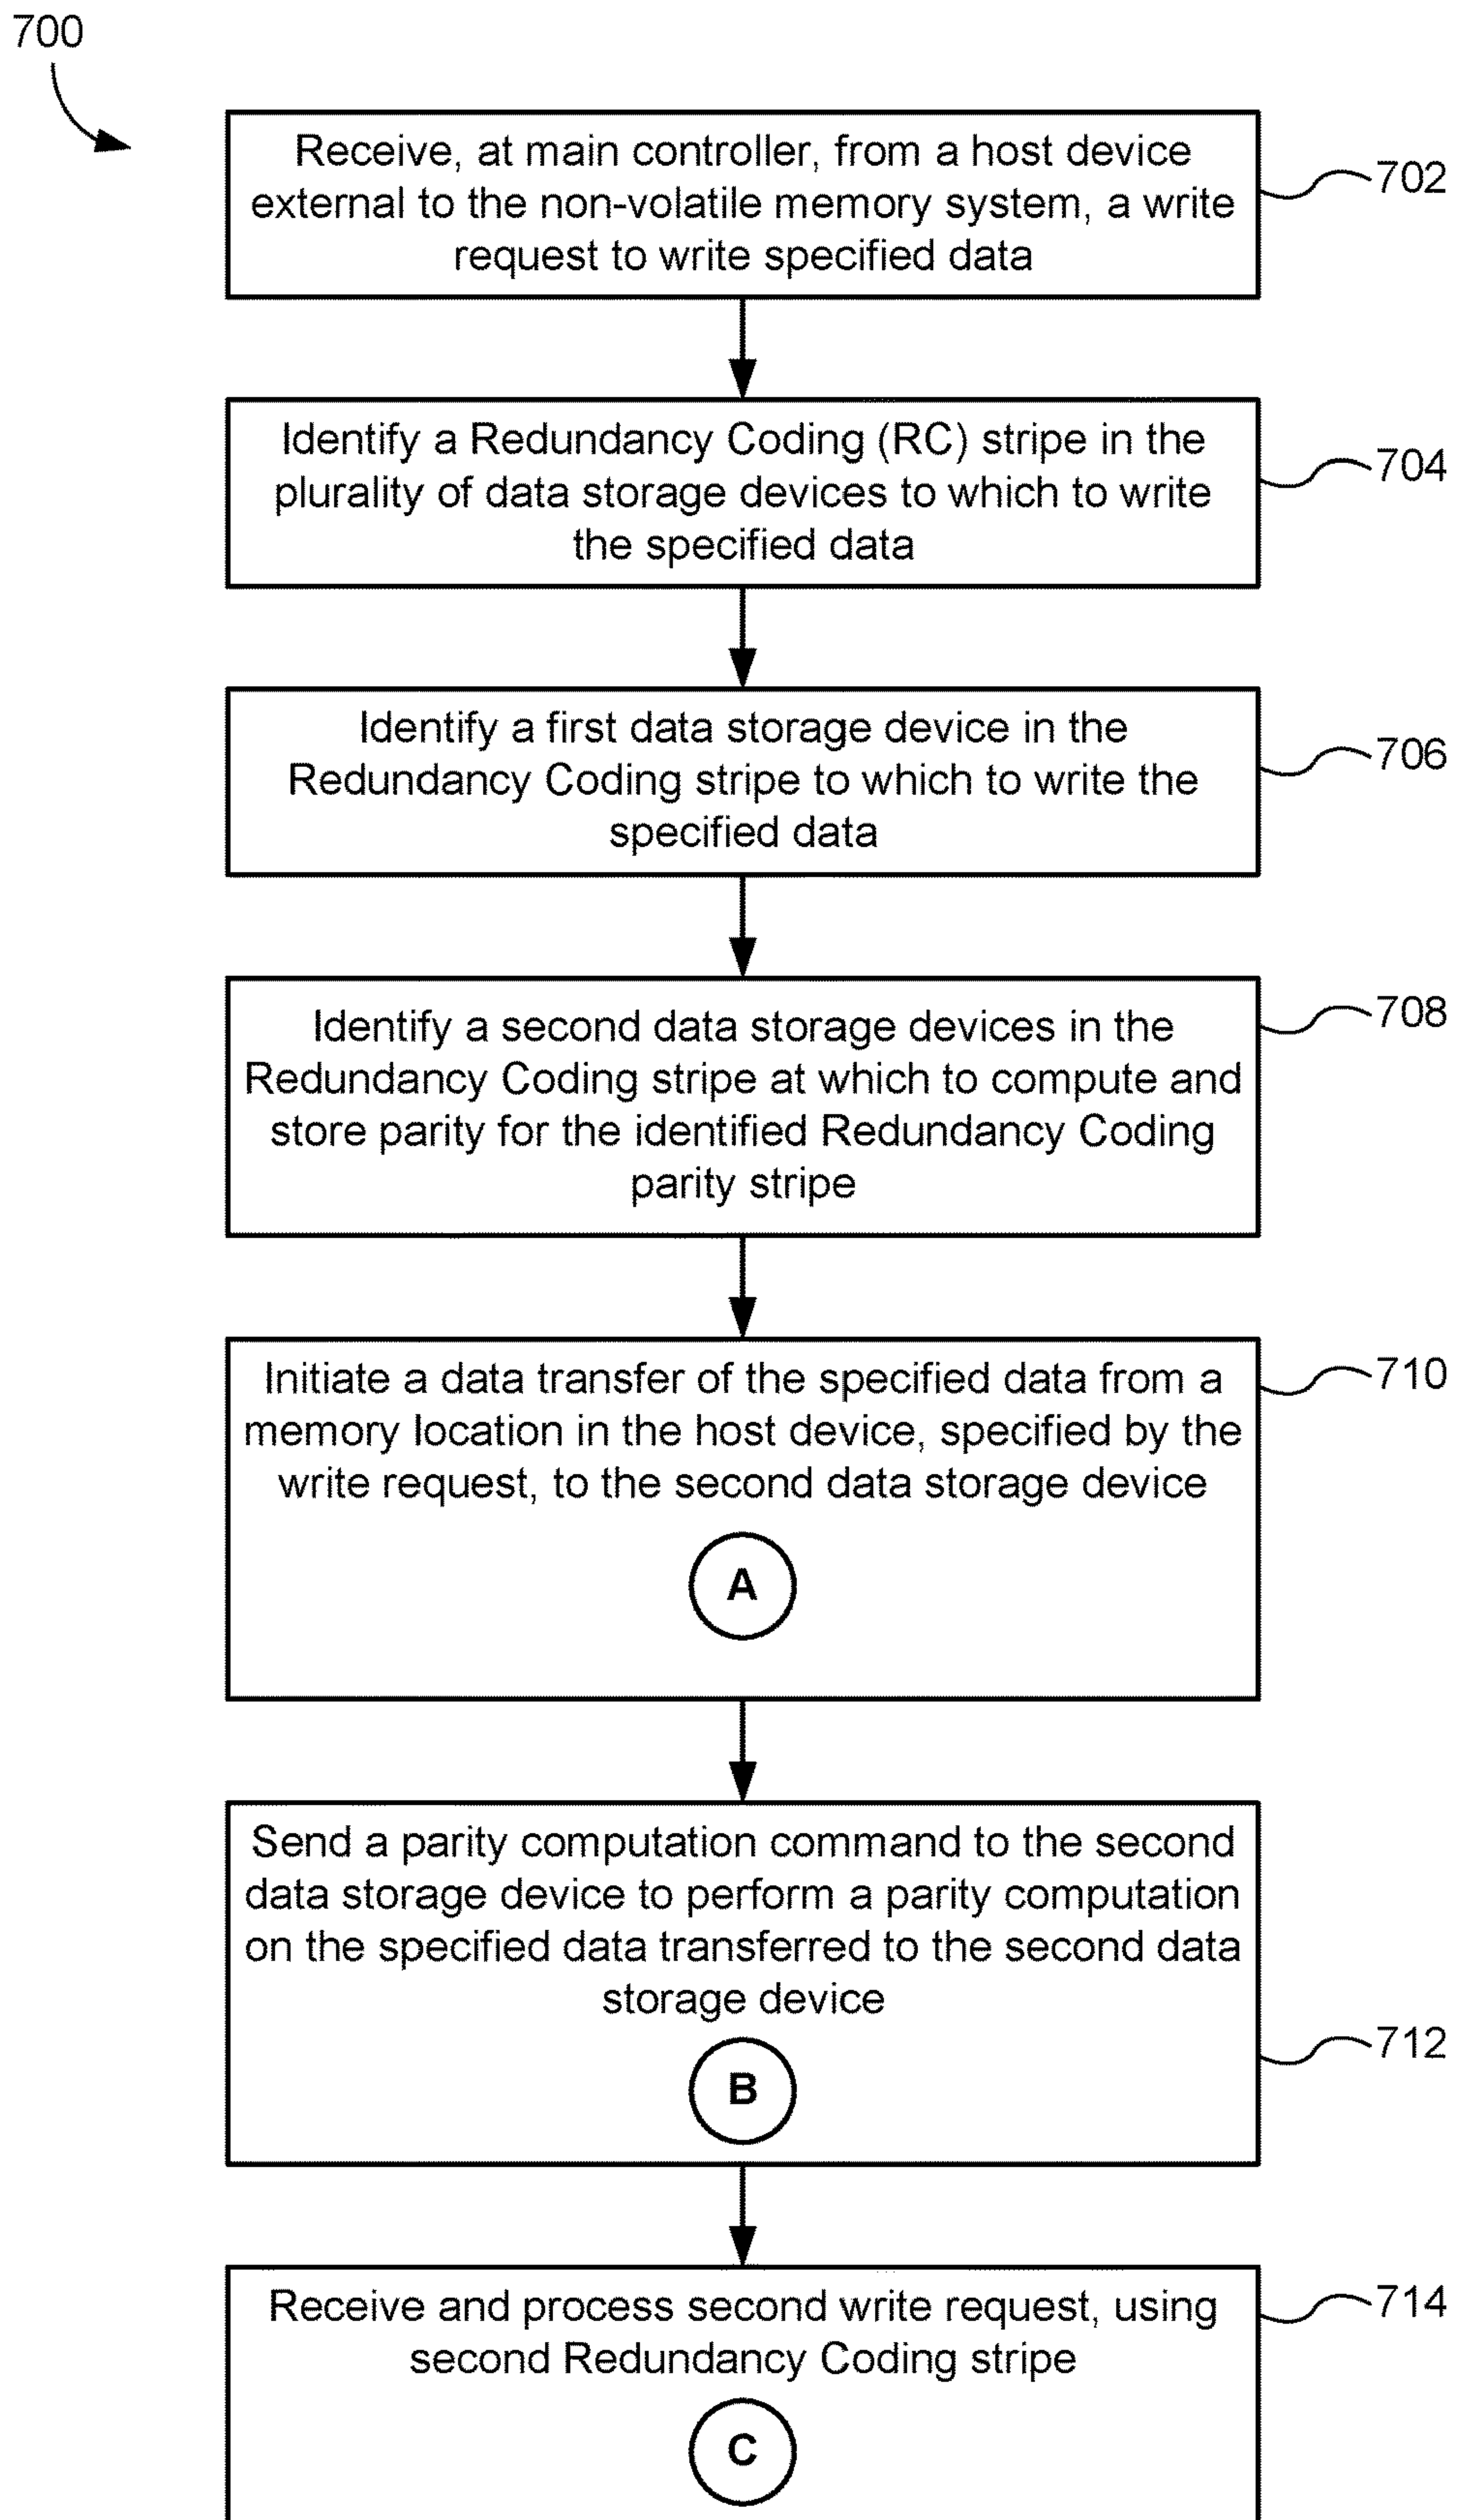 700
Receive, at main controller, from a host device
external to the non-volatile memory system, a write
request to write specified data
702
Identify a Redundancy Coding (RC) stripe in the
plurality of data storage devices to which to write
the specified data
704
Identify a first data storage device in the
Redundancy Coding stripe to which to write the
specified data
706
Identify a second data storage devices in the
Redundancy Coding stripe at which to compute and
store parity for the identified Redundancy Coding
parity stripe
708
Initiate a data transfer of the specified data from a
memory location in the host device, specified by the
write request, to the second data storage device
A
710
Send a parity computation command to the second
data storage device to perform a parity computation
on the specified data transferred to the second data
storage device
B
712
Receive and process second write request, using
second Redundancy Coding stripe
C
714